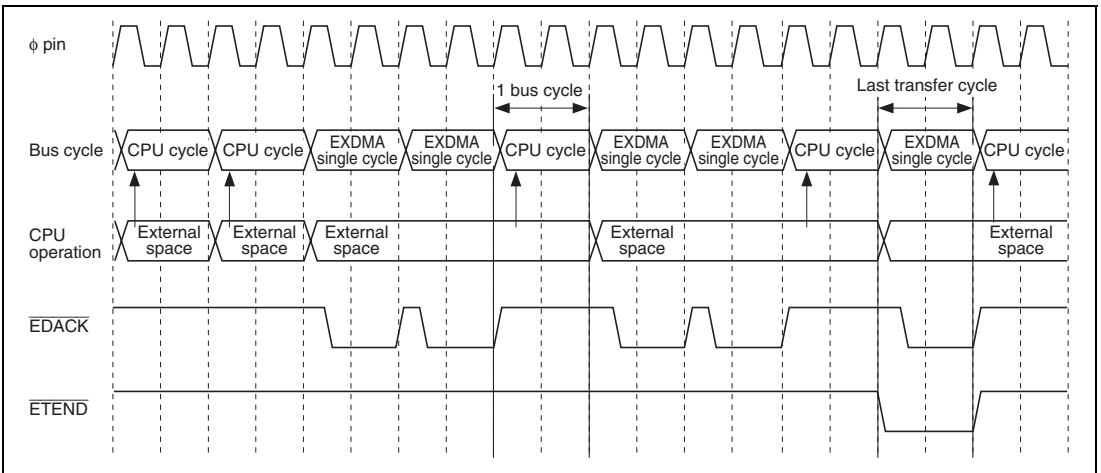 φ pin
1 bus cycle
Last transfer cycle
Bus cycle
CPU cycle
CPU cycle
EXDMA
single cycle
EXDMA
single cycle
CPU cycle
EXDMA
single cycle
EXDMA
single cycle
CPU cycle
EXDMA
single cycle
CPU cycle
CPU
operation
External
space
External
space
External
space
External
space
External
space
EDACK
ETEND